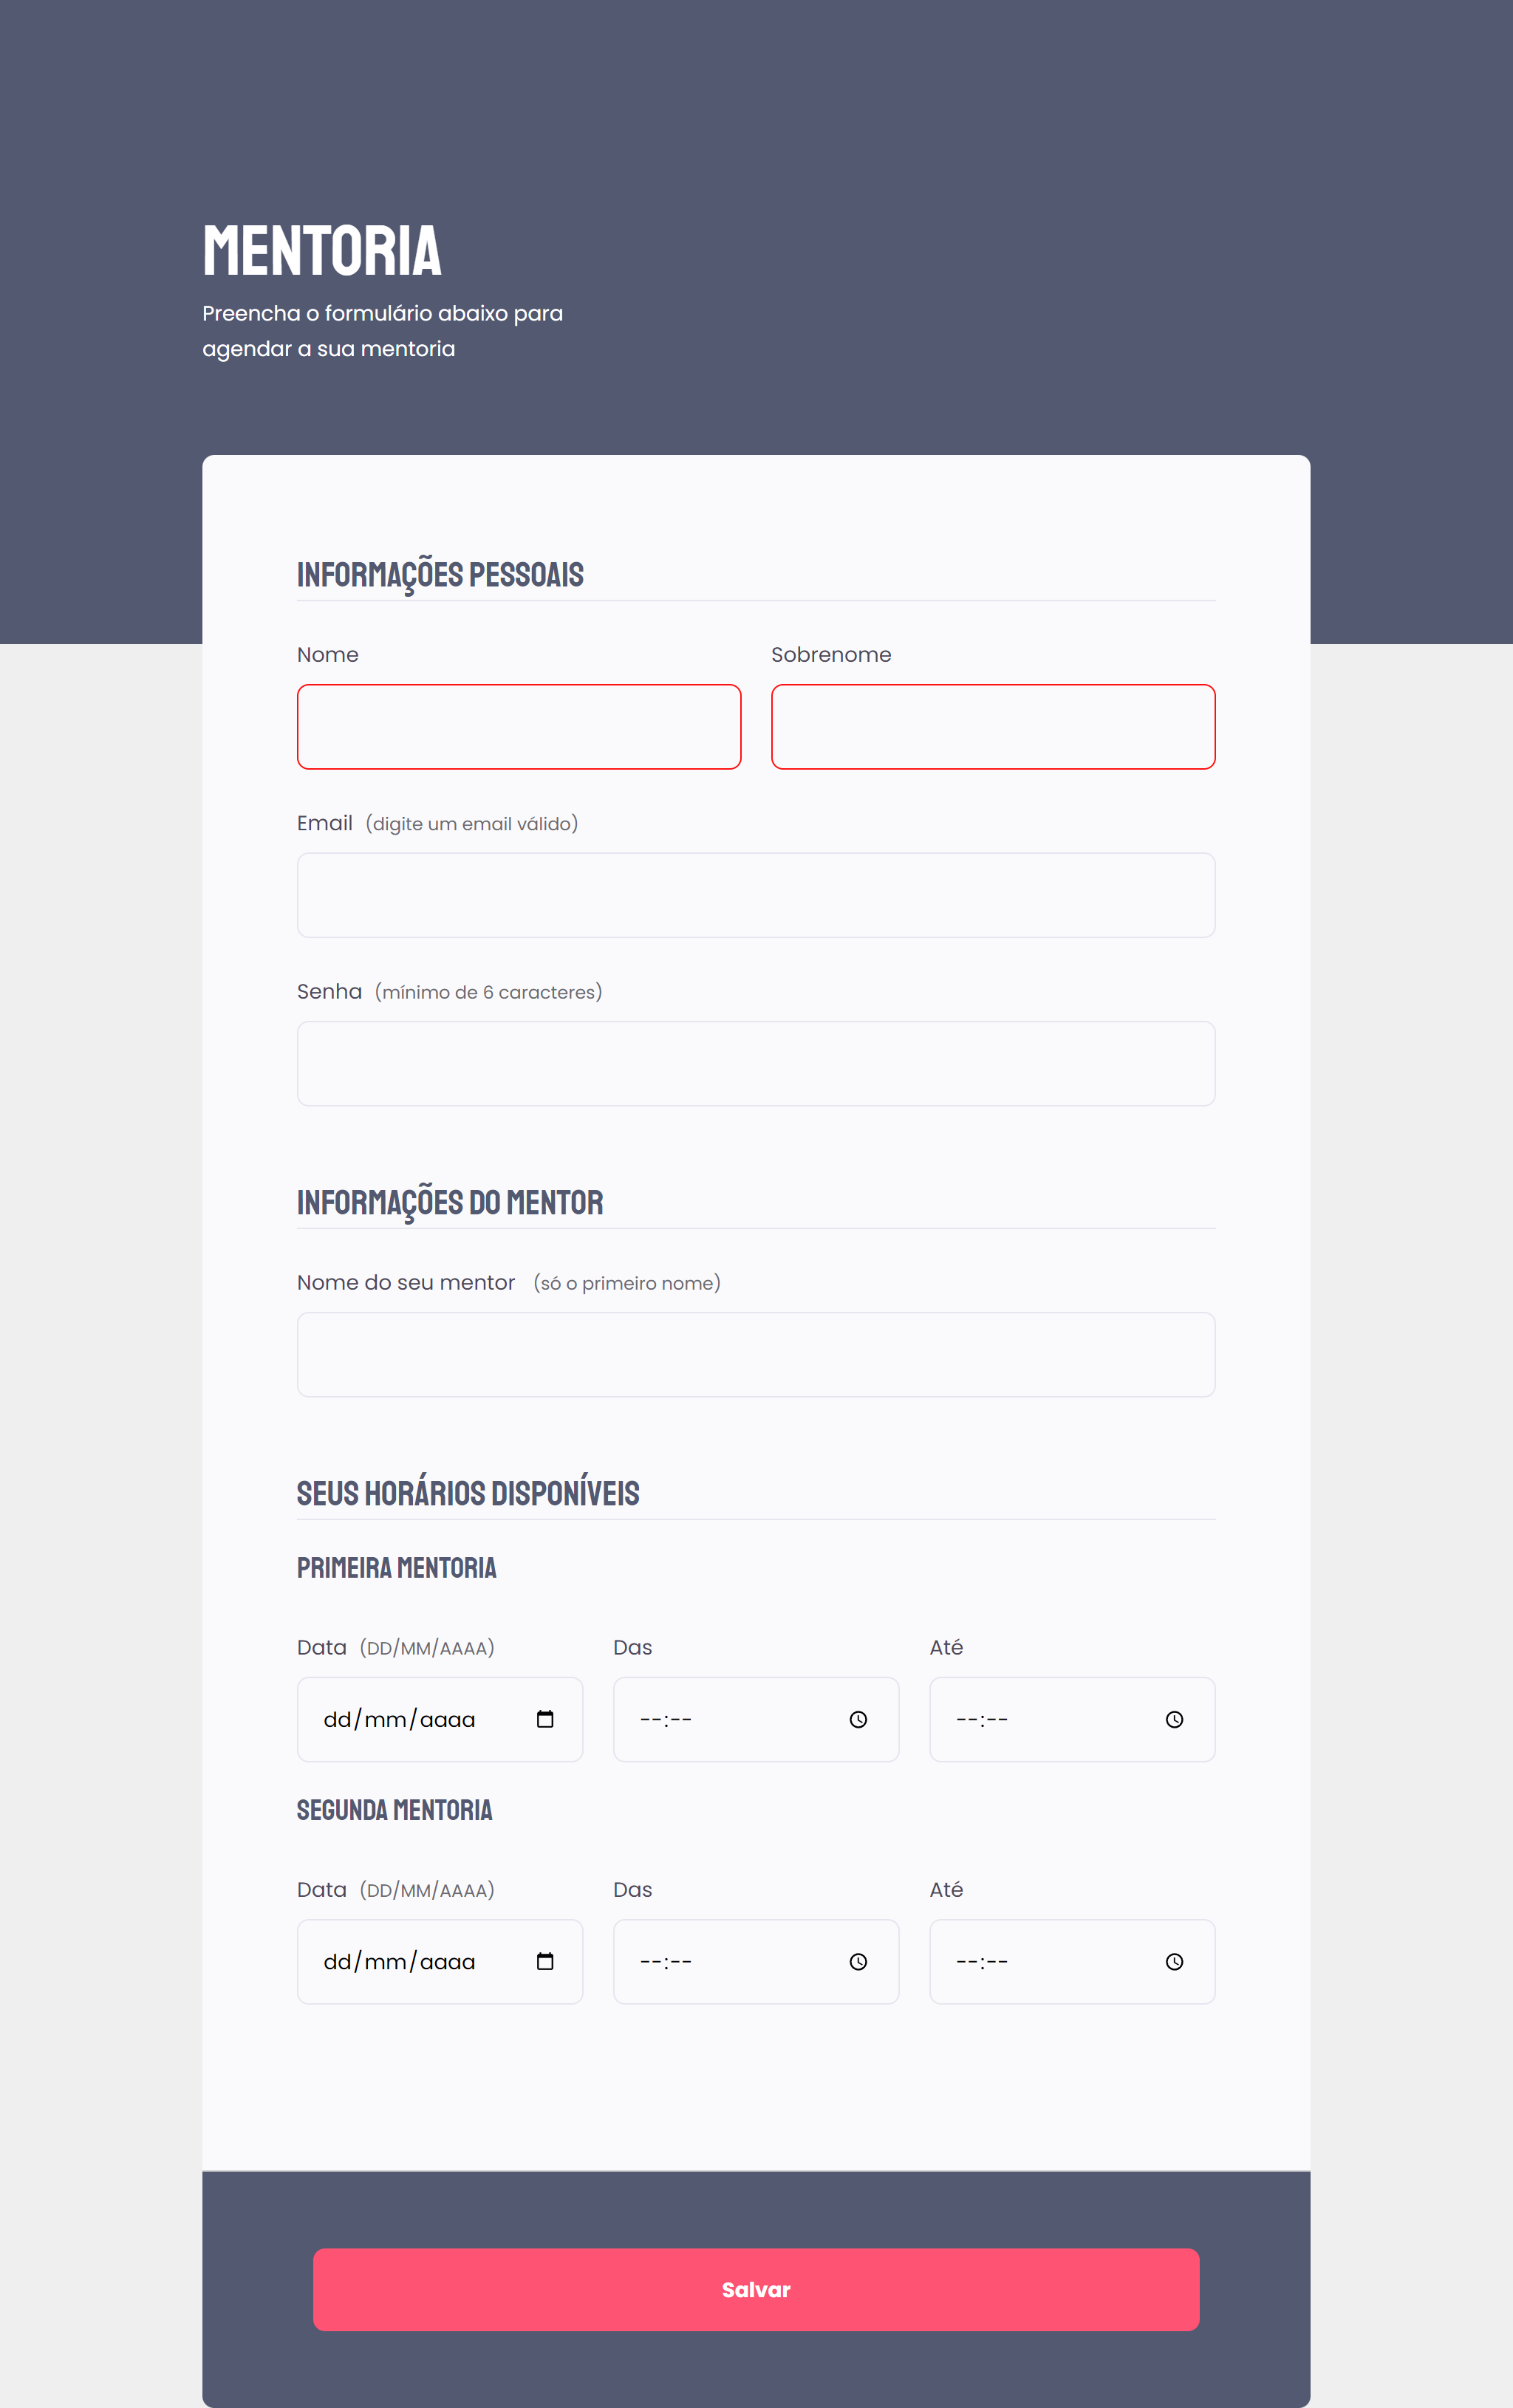 MENTORIA
Preencha o formulário abaixo para
agendar a sua mentoria
INFORMAÇÕES PESSOAIS
Nome Sobrenome
Email (digite um email válido)
Senha (mínimo de 6 caracteres)
INFORMAÇÕES DO MENTOR
Nome do seu mentor (só o primeiro nome)
SEUS HORÁRIOS DISPONÍVEIS
PRIMEIRA MENTORIA
Data (DD/MM/AAAA) Das Até
dd/mm/aaaa --:-- --:--
SEGUNDA MENTORIA
Data (DD/MM/AAAA) Das Até
dd/mm/aaaa --:-- --:--
Salvar